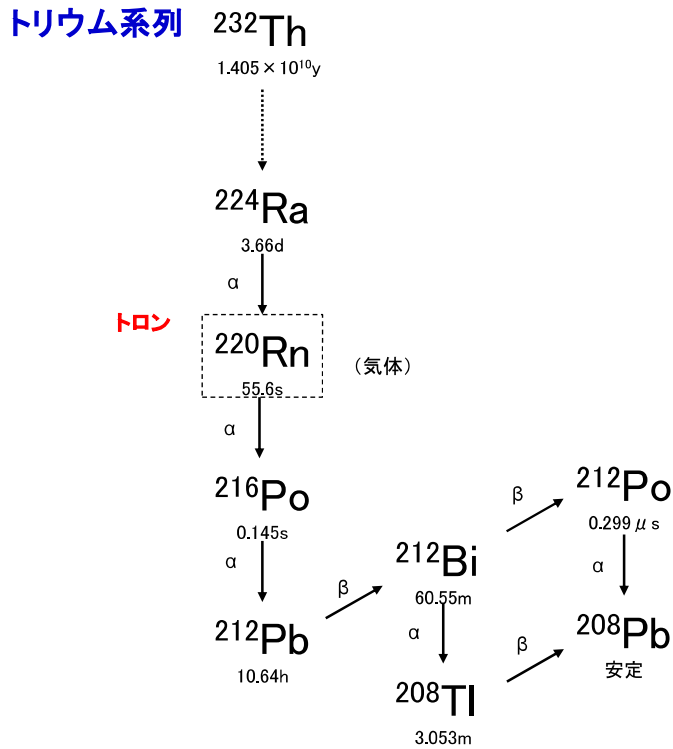 トリウム系列
²³²Th
1.405×10¹⁰y
²²⁴Ra
3.66d
α
トロン
²²⁰Rn
55.6s
（気体）
α
²¹⁶Po
0.145s
α
²¹²Pb
10.64h
β
²¹²Bi
60.55m
β
²¹²Po
0.299μs
α
α
²⁰⁸Tl
3.053m
β
²⁰⁸Pb
安定